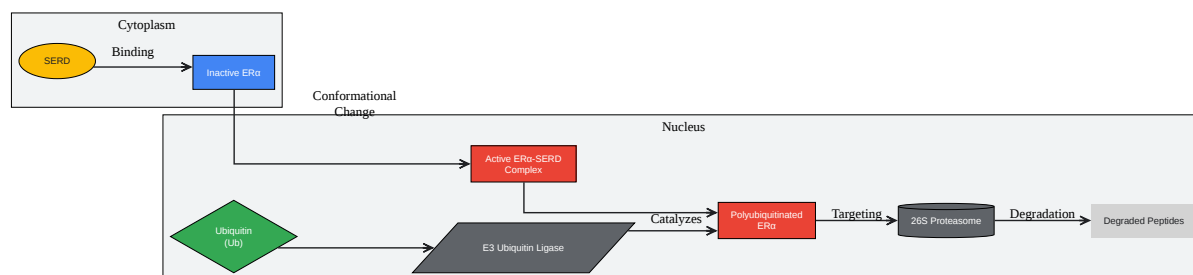 Cytoplasm
SERD
Binding
Inactive ERα
Conformational
Change
Nucleus
Active ERα-SERD
Complex
Ubiquitin
(Ub)
E3 Ubiquitin Ligase
Catalyzes
Polyubiquitinated
ERα
Targeting
26S Proteasome
Degradation
Degraded Peptides